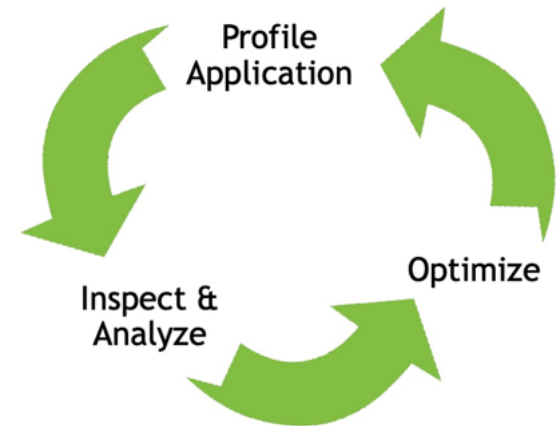 Profile
Application
Optimize
Inspect &
Analyze